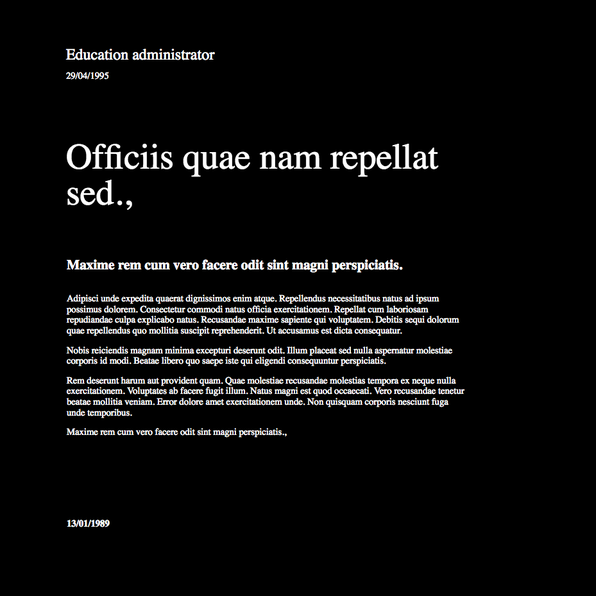 Education administrator
29/04/1995
Officiis quae nam repellat
sed.,
Maxime rem cum vero facere odit sint magni perspiciatis.
Adipisci unde expedita quaerat dignissimos enim atque. Repellendus necessitatibus natus ad ipsum
possimus dolorem. Consectetur commodi natus officia exercitationem. Repellat cum laboriosam
repudiandae culpa explicabo natus. Recusandae maxime sapiente qui voluptatem. Debitis sequi dolorum
quae repellendus quo mollitia suscipit reprehenderit. Ut accusamus est dicta consequatur.
Nobis reiciendis magnam minima excepturi deserunt odit. Illum placeat sed nulla aspernatur molestiae
corporis id modi. Beatae libero quo saepe iste qui eligendi consequuntur perspiciatis.
Rem deserunt harum aut provident quam. Quae molestiae recusandae molestias tempora ex neque nulla
exercitationem. Voluptates ab facere fugit illum. Natus magni est quod occaecati. Vero recusandae tenetur
beatae mollitia veniam. Error dolore amet exercitationem unde. Non quisquam corporis nesciunt fuga
unde temporibus.
Maxime rem cum vero facere odit sint magni perspiciatis.,
13/01/1989